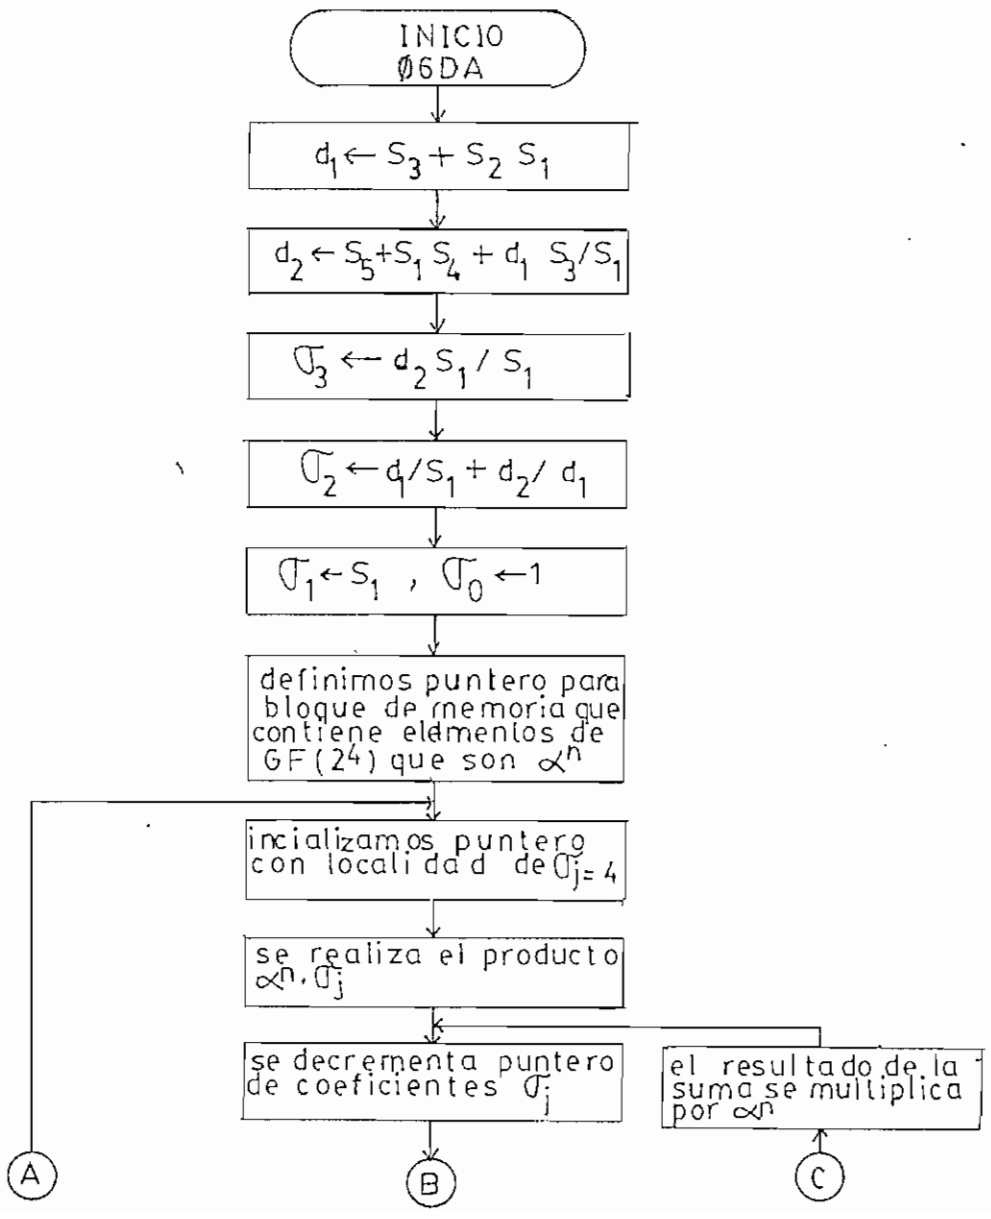 INICIO
Ø6DA
d₁ ← S₃ + S₂ S₁
d₂ ← S₅+S₁ S₄ + d₁ S₃/S₁
σ₃ ← d₂ S₁ / S₁
σ₂ ← d₁/S₁ + d₂/ d₁
σ₁ ← S₁ , σ₀ ← 1
definimos puntero para
bloque de memoria que
contiene elementos de
GF(2⁴) que son αⁿ
incializamos puntero
con localidad de σj=4
se realiza el producto
αⁿ. σj
se decrementa puntero
de coeficientes σj
el resultado de la
suma se multiplica
por αⁿ
A
B
C